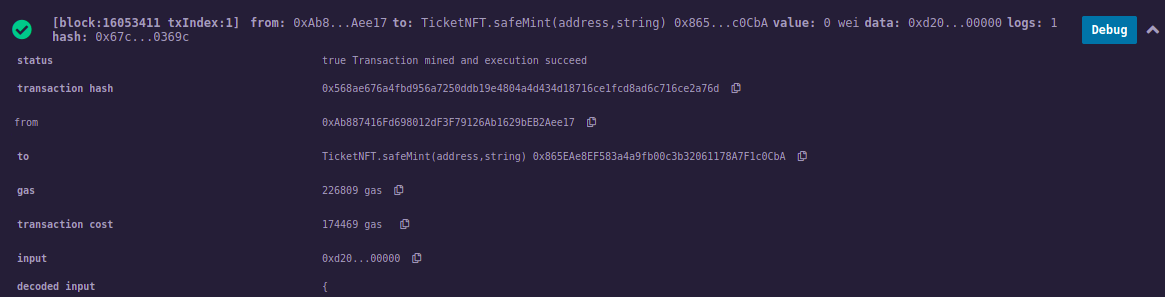 [block:16053411 txIndex:1] from: 0xAb8...Aee17 to: TicketNFT.safeMint(address,string) 0x865...c0CbA value: 0 wei data: 0xd20...00000 logs: 1
hash: 0x67c...0369c
Debug
status true Transaction mined and execution succeed
transaction hash 0x568ae676a4fbd956a7250ddb19e4804a4d434d18716ce1fcd8ad6c716ce2a76d
from 0xAb887416Fd698012dF3F79126Ab1629bEB2Aee17
to TicketNFT.safeMint(address,string) 0x865EAe8EF583a4a9fb00c3b32061178A7F1c0CbA
gas 226809 gas
transaction cost 174469 gas
input 0xd20...00000
decoded input {